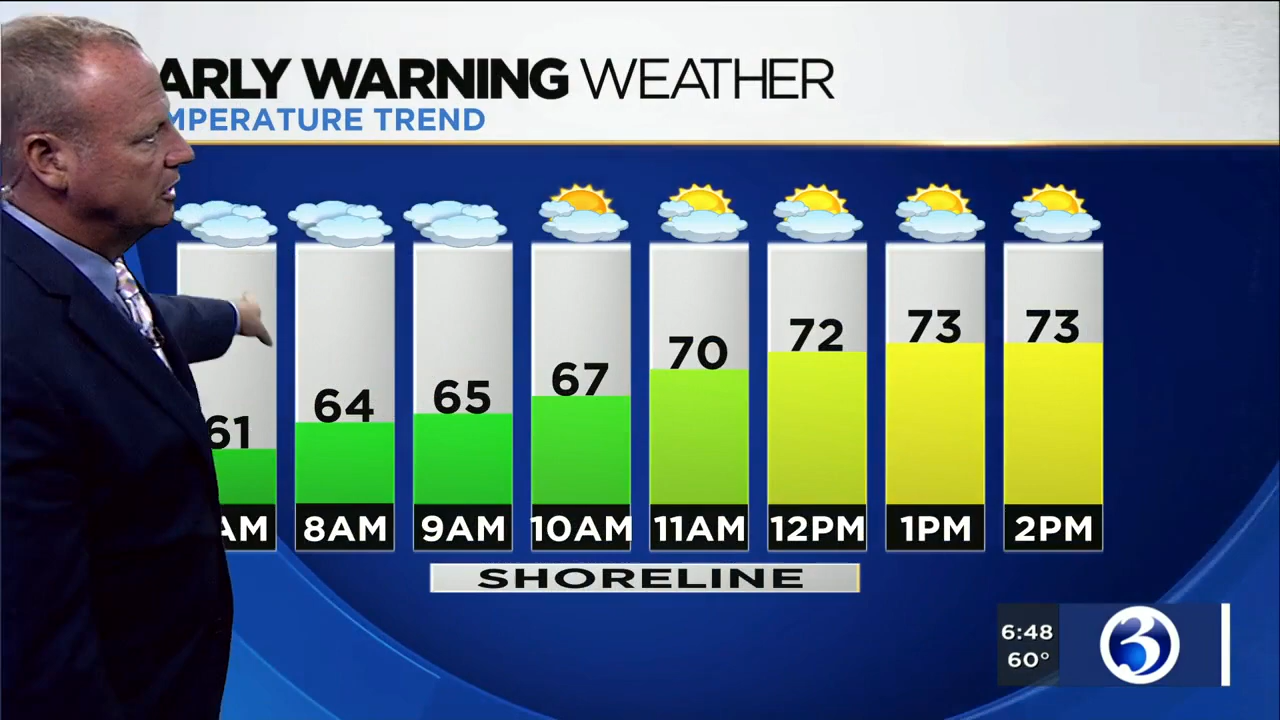 ARLY WARNING WEATHER
MPERATURE TREND
61 64 65 67 70 72 73 73
AM 8AM 9AM 10AM 11AM 12PM 1PM 2PM
SHORELINE
6:48
60°
3